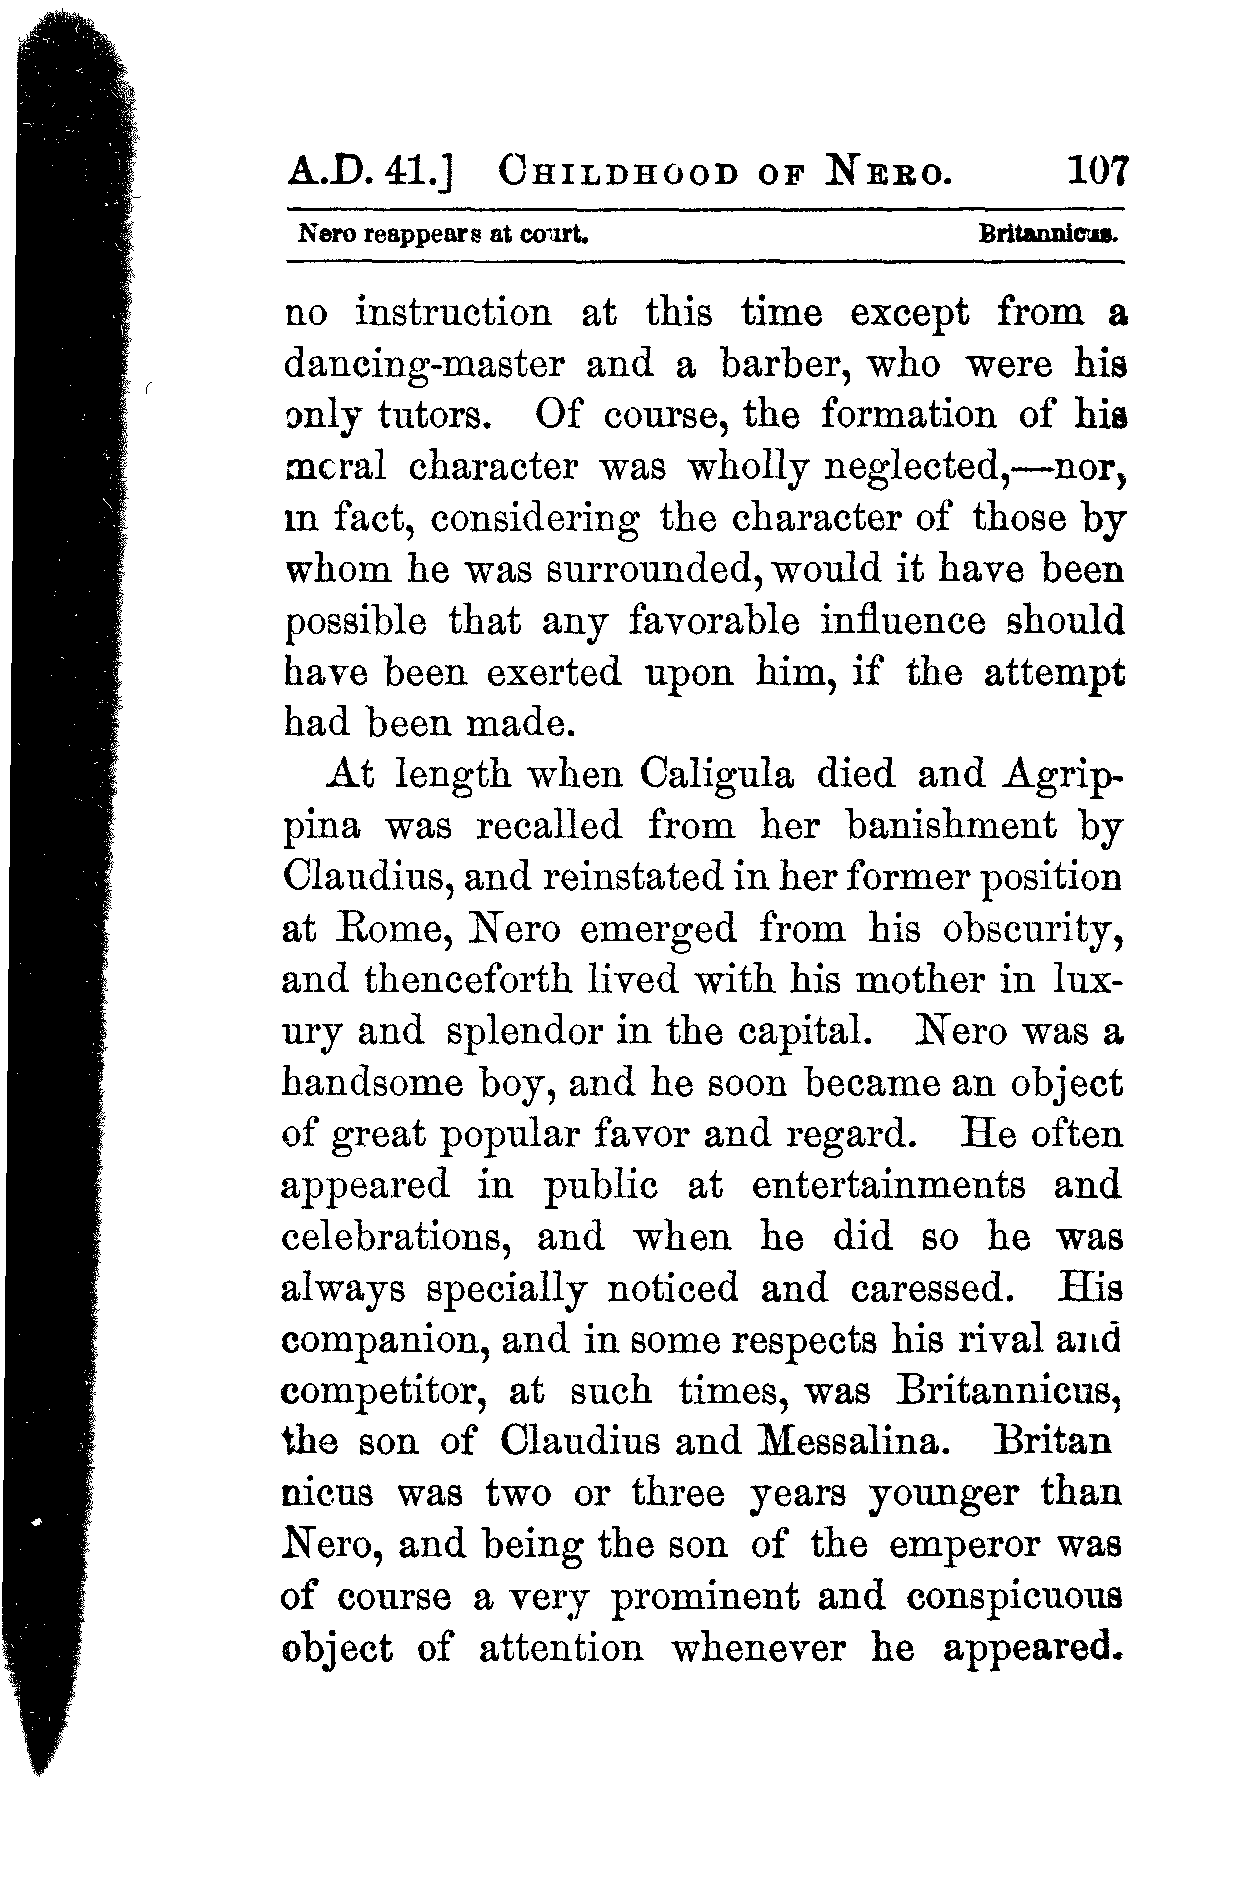 A.D. 41.] CHILDHOOD OF NERO. 107
Nero reappears at court. Britannicus.
no instruction at this time except from a
dancing-master and a barber, who were his
only tutors. Of course, the formation of his
moral character was wholly neglected,—nor,
in fact, considering the character of those by
whom he was surrounded, would it have been
possible that any favorable influence should
have been exerted upon him, if the attempt
had been made.
At length when Caligula died and Agrip-
pina was recalled from her banishment by
Claudius, and reinstated in her former position
at Rome, Nero emerged from his obscurity,
and thenceforth lived with his mother in lux-
ury and splendor in the capital. Nero was a
handsome boy, and he soon became an object
of great popular favor and regard. He often
appeared in public at entertainments and
celebrations, and when he did so he was
always specially noticed and caressed. His
companion, and in some respects his rival and
competitor, at such times, was Britannicus,
the son of Claudius and Messalina. Britan
nicus was two or three years younger than
Nero, and being the son of the emperor was
of course a very prominent and conspicuous
object of attention whenever he appeared.